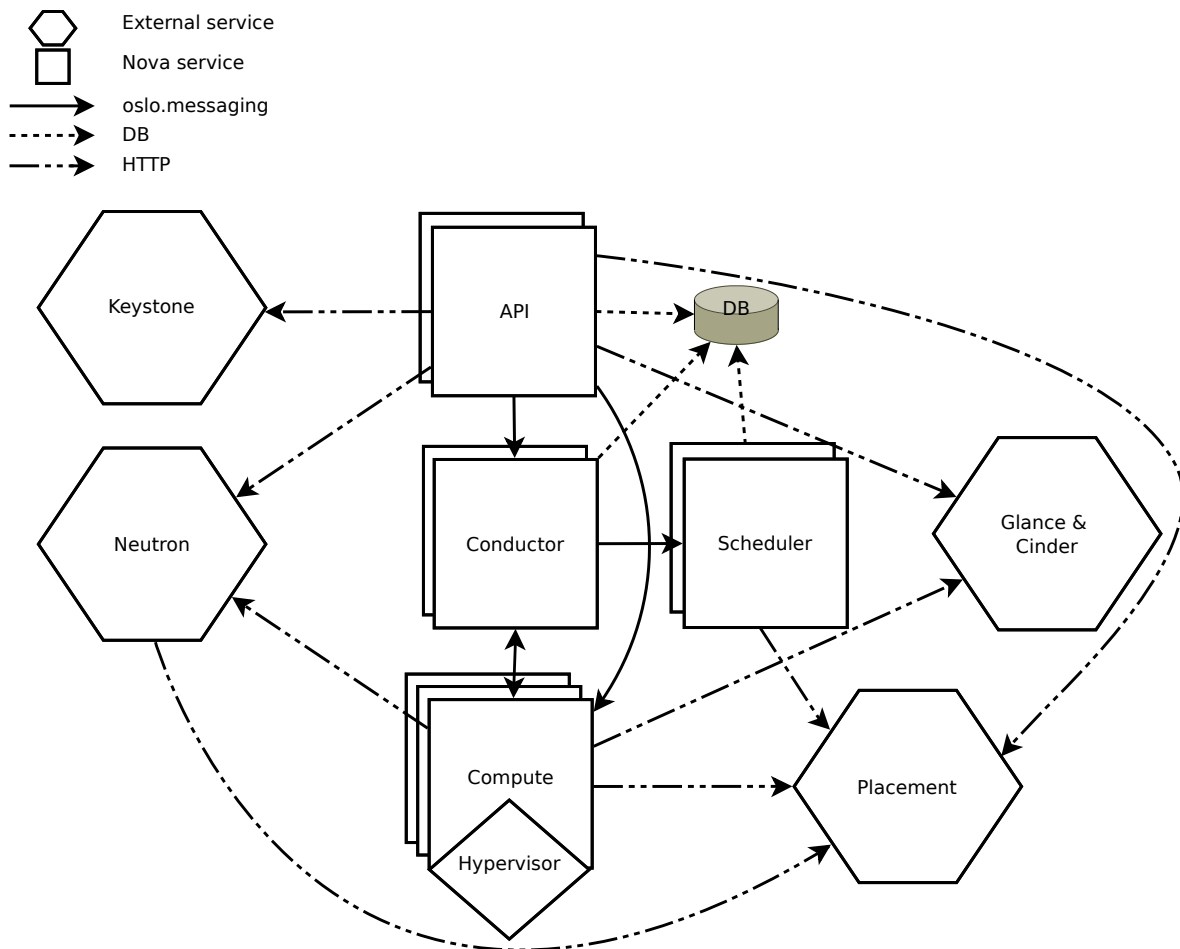 External service
Nova service
oslo.messaging
DB
HTTP
Keystone
API
DB
Neutron
Conductor
Scheduler
Glance &
Cinder
Compute
Placement
Hypervisor